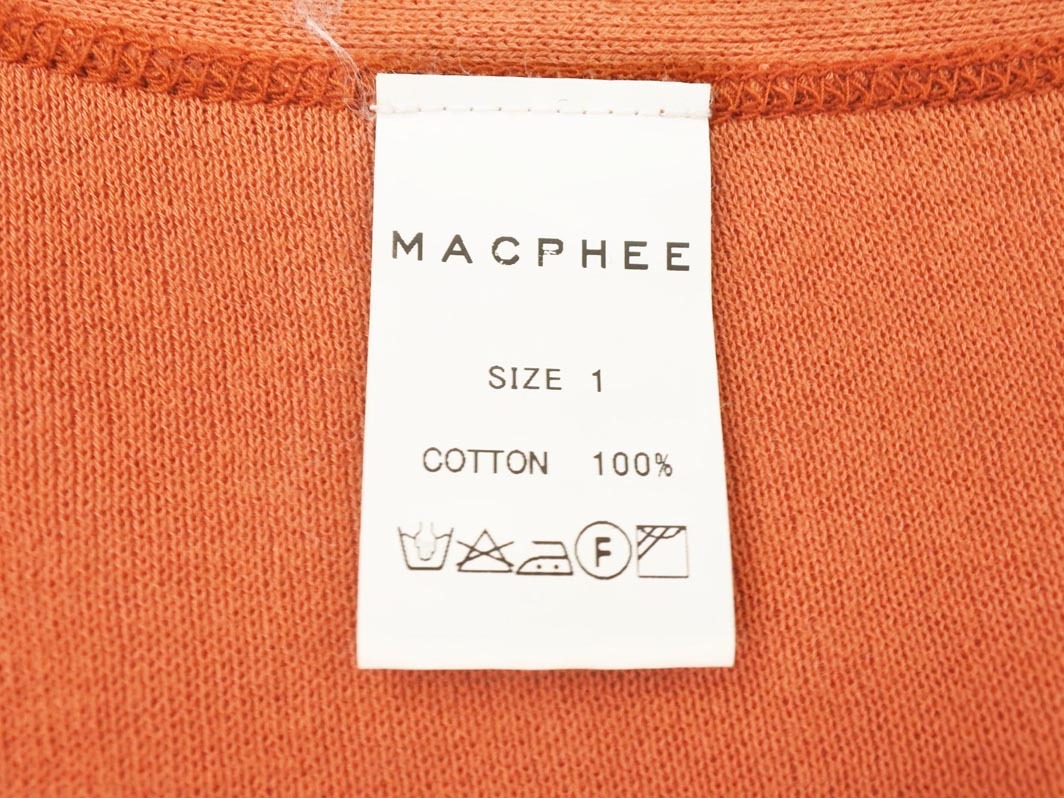 MACPHEE
SIZE 1
COTTON 100%
F